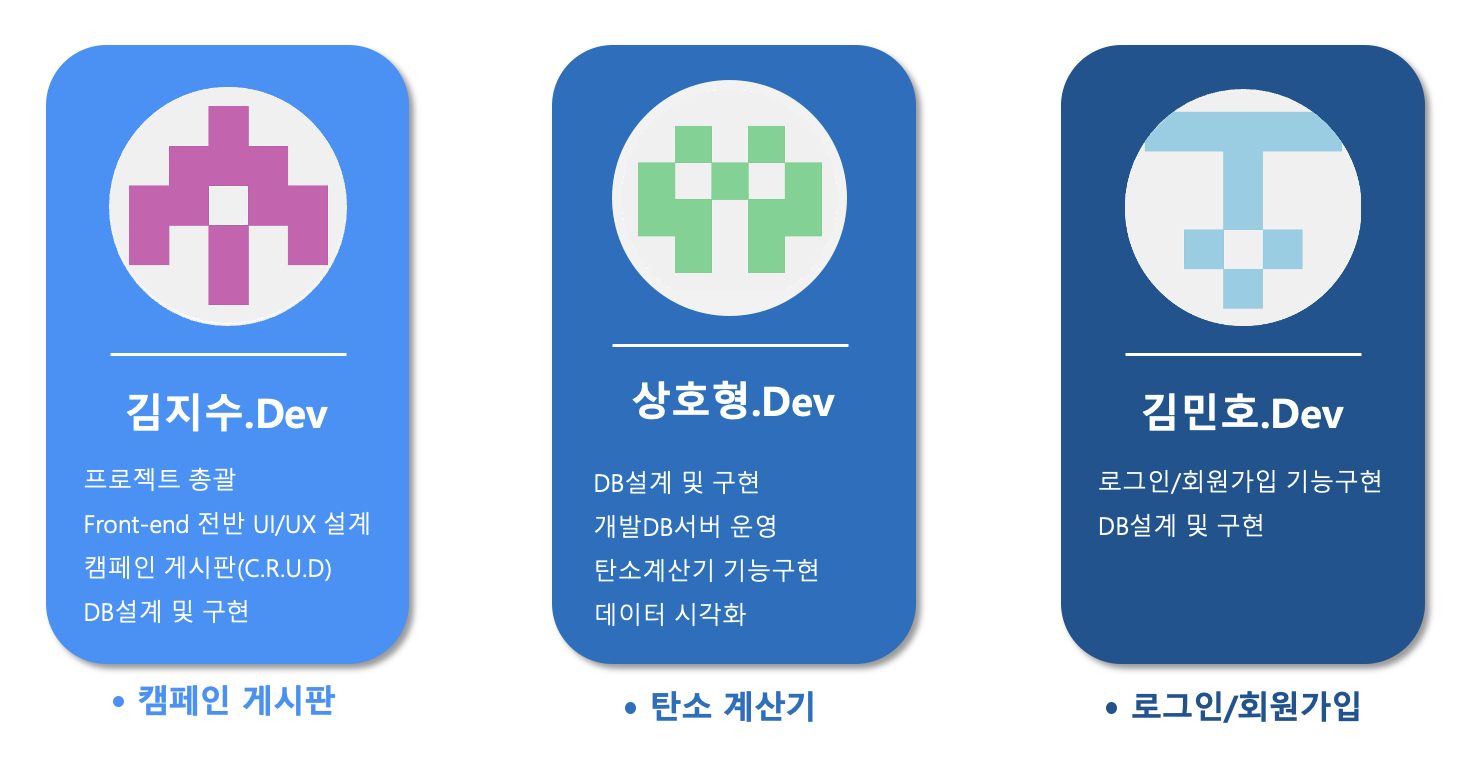 김지수.Dev
프로젝트 총괄
Front-end 전반 UI/UX 설계
캠페인 게시판(C.R.U.D)
DB설계 및 구현
• 캠페인 게시판
상호형.Dev
DB설계 및 구현
개발DB서버 운영
탄소계산기 기능구현
데이터 시각화
• 탄소 계산기
김민호.Dev
로그인/회원가입 기능구현
DB설계 및 구현
• 로그인/회원가입